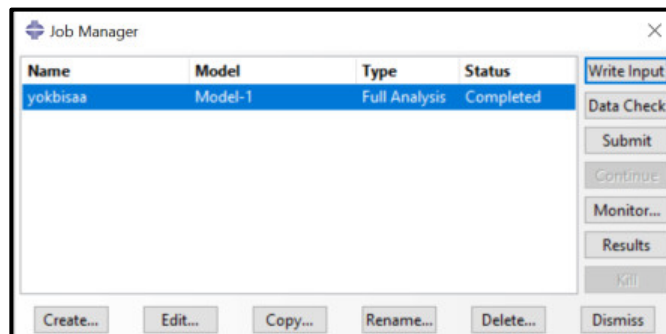 Job Manager
Name Model Type Status
yokbisaa Model-1 Full Analysis Completed
Write Input
Data Check
Submit
Continue
Monitor...
Results
Kill
Create... Edit... Copy... Rename... Delete... Dismiss